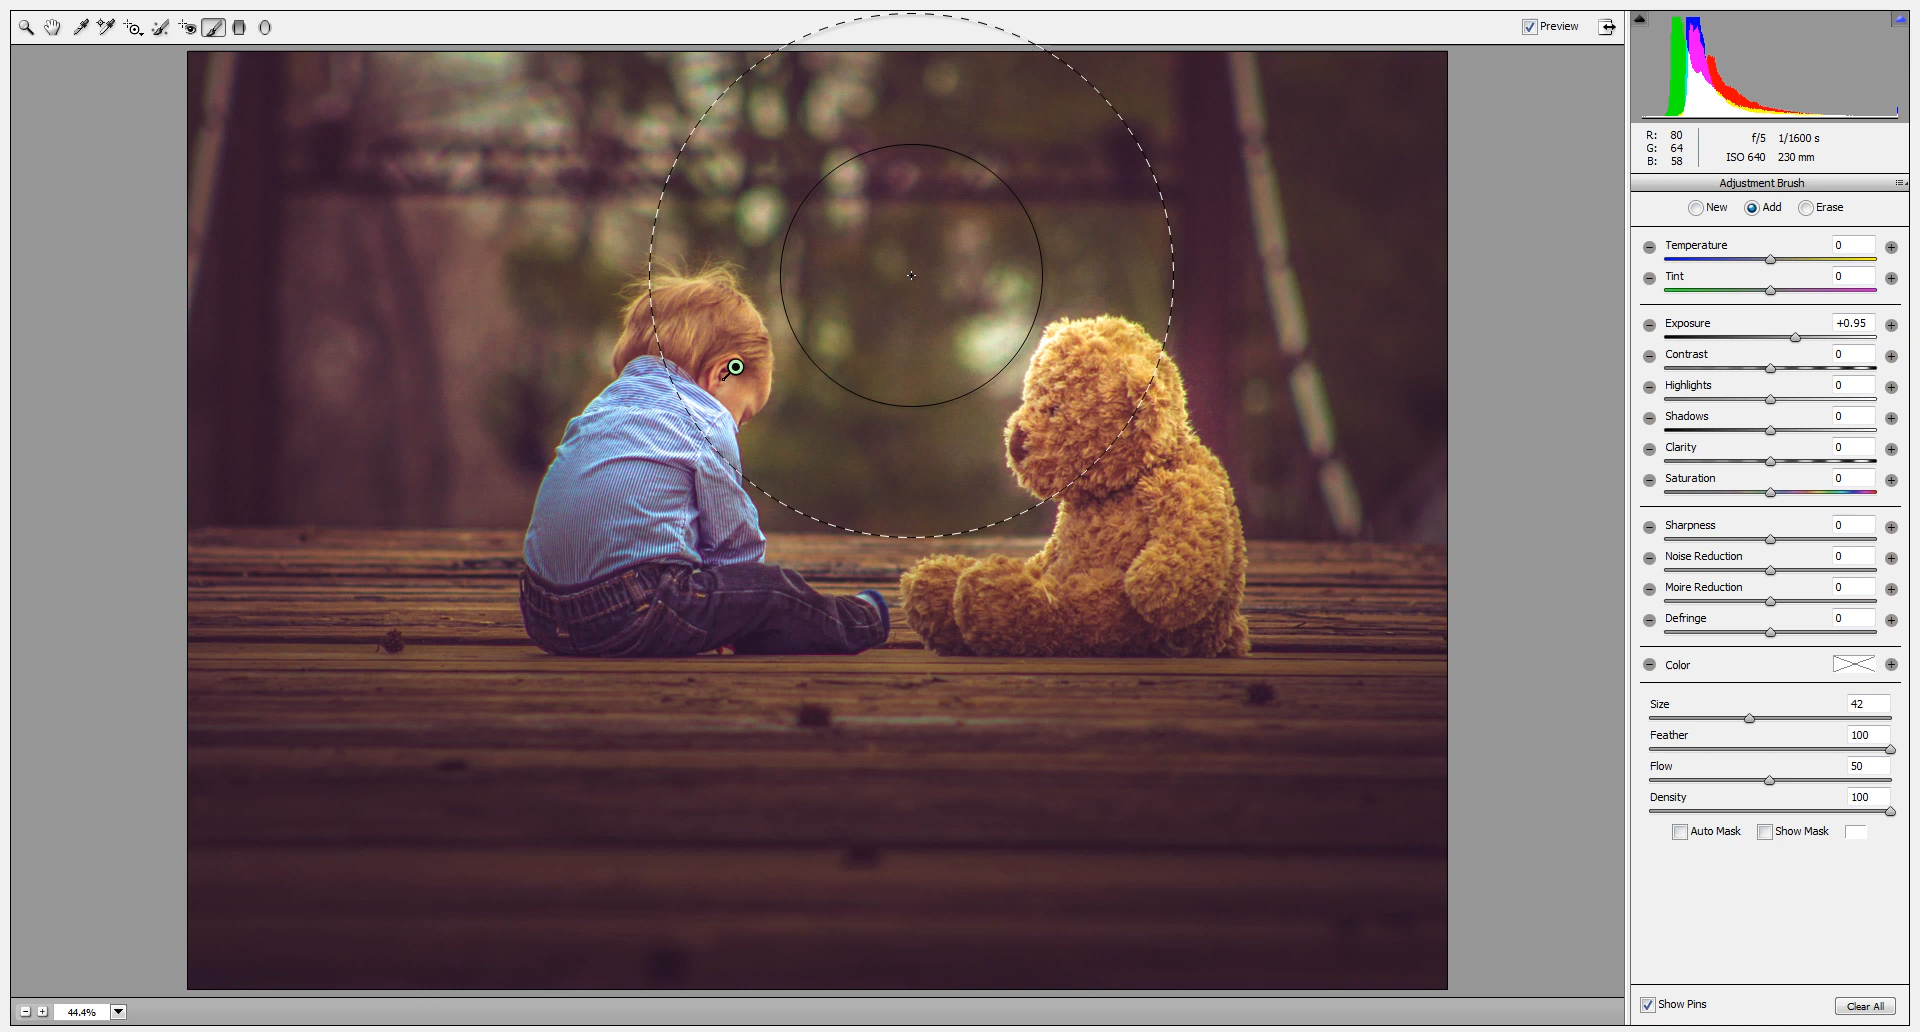 Preview
R: 80
G: 64
B: 58
f/5 1/1600 s
ISO 640 230 mm
Adjustment Brush
New Add Erase
Temperature 0
Tint 0
Exposure +0.95
Contrast 0
Highlights 0
Shadows 0
Clarity 0
Saturation 0
Sharpness 0
Noise Reduction 0
Moire Reduction 0
Defringe 0
Color
Size 42
Feather 100
Flow 50
Density 100
Auto Mask Show Mask
44.4%
Show Pins Clear All